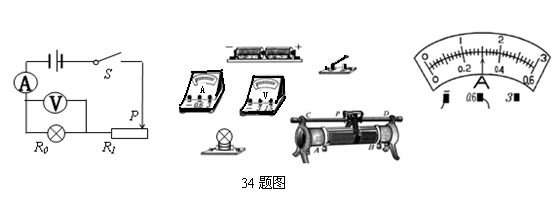 A
V
S
P
R₀
R₁
− +
A
V
C P D
A B
0 1 2 3
0 0.2 0.4 0.6
A
− 0.6 3
34 题图